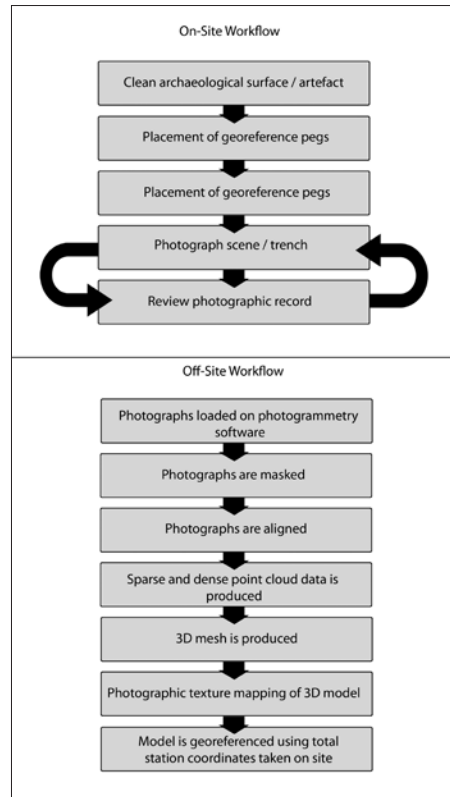 On-Site Workflow
Clean archaeological surface / artefact
Placement of georeference pegs
Placement of georeference pegs
Photograph scene / trench
Review photographic record
Off-Site Workflow
Photographs loaded on photogrammetry
software
Photographs are masked
Photographs are aligned
Sparse and dense point cloud data is
produced
3D mesh is produced
Photographic texture mapping of 3D model
Model is georeferenced using total
station coordinates taken on site